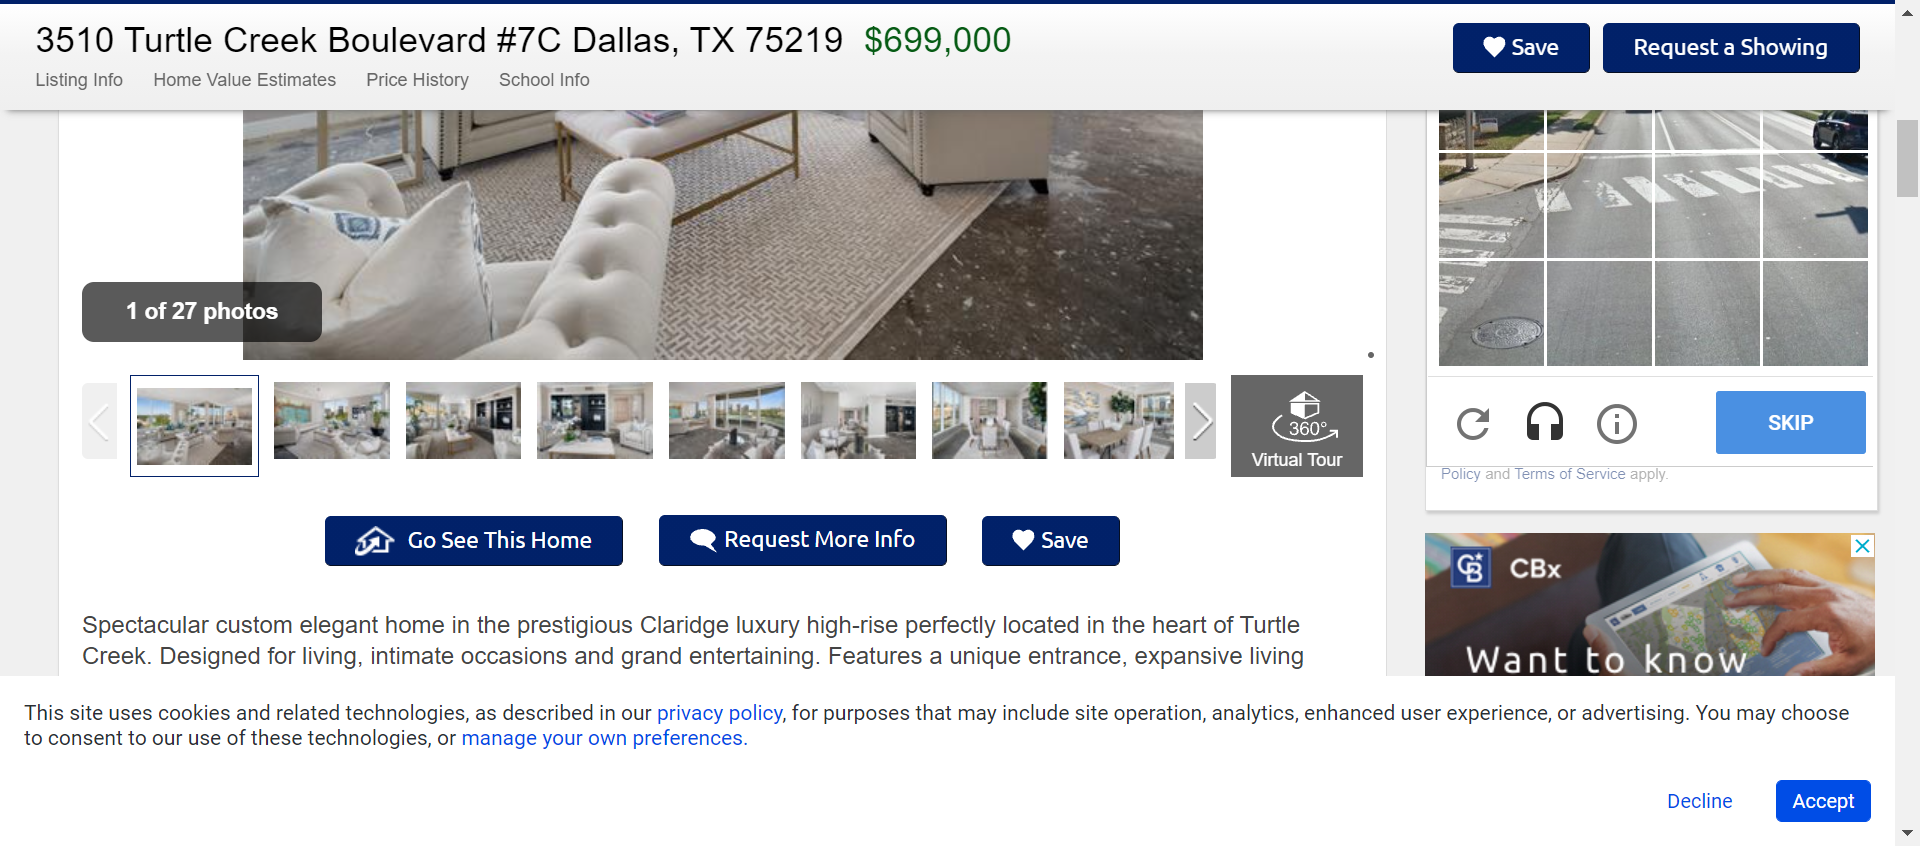 3510 Turtle Creek Boulevard #7C Dallas, TX 75219 $699,000
Save
Request a Showing
Listing Info Home Value Estimates Price History School Info
1 of 27 photos
360°
Virtual Tour
SKIP
Policy and Terms of Service apply.
Go See This Home
Request More Info
Save
CBx
Want to know
Spectacular custom elegant home in the prestigious Claridge luxury high-rise perfectly located in the heart of Turtle
Creek. Designed for living, intimate occasions and grand entertaining. Features a unique entrance, expansive living
This site uses cookies and related technologies, as described in our privacy policy, for purposes that may include site operation, analytics, enhanced user experience, or advertising. You may choose
to consent to our use of these technologies, or manage your own preferences.
Decline
Accept